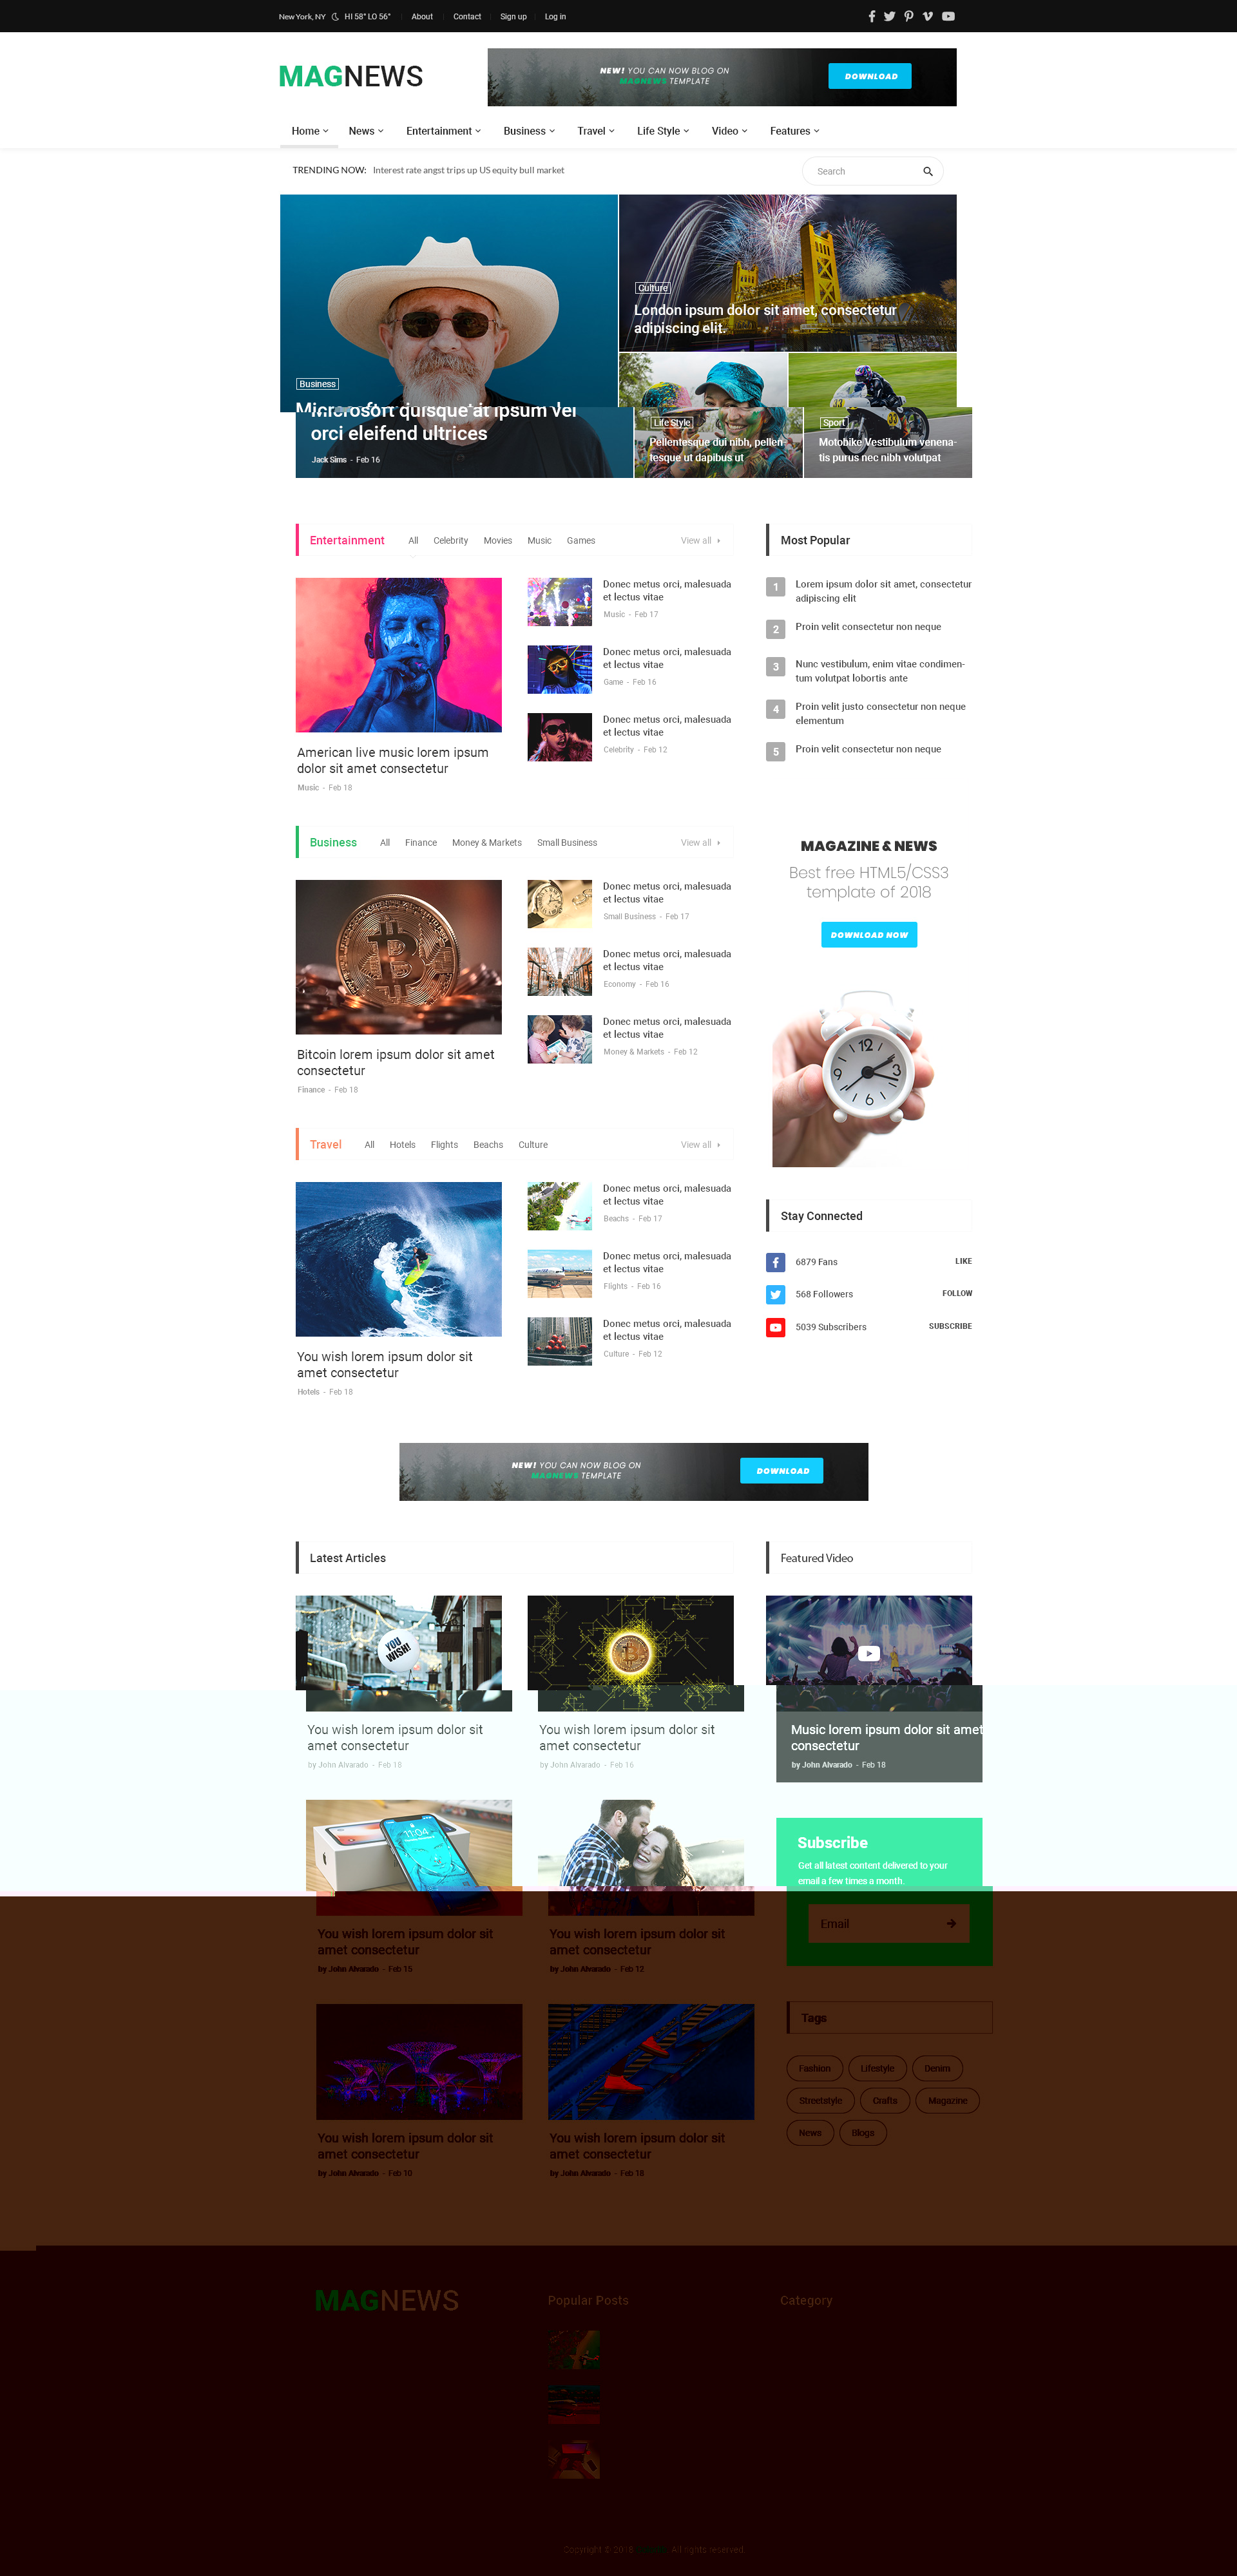 New York, NY HI 58° LO 56° About Contact Sign up Log in
MAGNEWS
NEW! YOU CAN NOW BLOG ON
MAGNEWS TEMPLATE
DOWNLOAD
Home News Entertainment Business Travel Life Style Video Features
TRENDING NOW: Interest rate angst trips up US equity bull market
Search
Culture
London ipsum dolor sit amet, consectetur
adipiscing elit.
Business
Microsoft quisque at ipsum vel
orci eleifend ultrices
Jack Sims - Feb 16
Life Style
Pellentesque dui nibh, pellen-
tesque ut dapibus ut
Sport
Motobike Vestibulum venena-
tis purus nec nibh volutpat
Entertainment All Celebrity Movies Music Games View all
American live music lorem ipsum
dolor sit amet consectetur
Music - Feb 18
Donec metus orci, malesuada
et lectus vitae
Music - Feb 17
Donec metus orci, malesuada
et lectus vitae
Game - Feb 16
Donec metus orci, malesuada
et lectus vitae
Celebrity - Feb 12
Most Popular
1 Lorem ipsum dolor sit amet, consectetur
adipiscing elit
2 Proin velit consectetur non neque
3 Nunc vestibulum, enim vitae condimen-
tum volutpat lobortis ante
4 Proin velit justo consectetur non neque
elementum
5 Proin velit consectetur non neque
Business All Finance Money & Markets Small Business View all
Bitcoin lorem ipsum dolor sit amet
consectetur
Finance - Feb 18
Donec metus orci, malesuada
et lectus vitae
Small Business - Feb 17
Donec metus orci, malesuada
et lectus vitae
Economy - Feb 16
Donec metus orci, malesuada
et lectus vitae
Money & Markets - Feb 12
MAGAZINE & NEWS
Best free HTML5/CSS3
template of 2018
DOWNLOAD NOW
Travel All Hotels Flights Beachs Culture View all
You wish lorem ipsum dolor sit
amet consectetur
Hotels - Feb 18
Donec metus orci, malesuada
et lectus vitae
Beachs - Feb 17
Donec metus orci, malesuada
et lectus vitae
Flights - Feb 16
Donec metus orci, malesuada
et lectus vitae
Culture - Feb 12
Stay Connected
6879 Fans LIKE
568 Followers FOLLOW
5039 Subscribers SUBSCRIBE
NEW! YOU CAN NOW BLOG ON
MAGNEWS TEMPLATE
DOWNLOAD
Latest Articles
YOU
WISH!
You wish lorem ipsum dolor sit
amet consectetur
by John Alvarado - Feb 18
You wish lorem ipsum dolor sit
amet consectetur
by John Alvarado - Feb 16
Featured Video
Music lorem ipsum dolor sit amet
consectetur
by John Alvarado - Feb 18
11:04
You wish lorem ipsum dolor sit
amet consectetur
by John Alvarado - Feb 15
You wish lorem ipsum dolor sit
amet consectetur
by John Alvarado - Feb 12
Subscribe
Get all latest content delivered to your
email a few times a month.
Email
You wish lorem ipsum dolor sit
amet consectetur
by John Alvarado - Feb 10
You wish lorem ipsum dolor sit
amet consectetur
by John Alvarado - Feb 18
Tags
Fashion Lifestyle Denim
Streetstyle Crafts Magazine
News Blogs
MAGNEWS
Popular Posts
Category
Copyright © 2018 All rights reserved